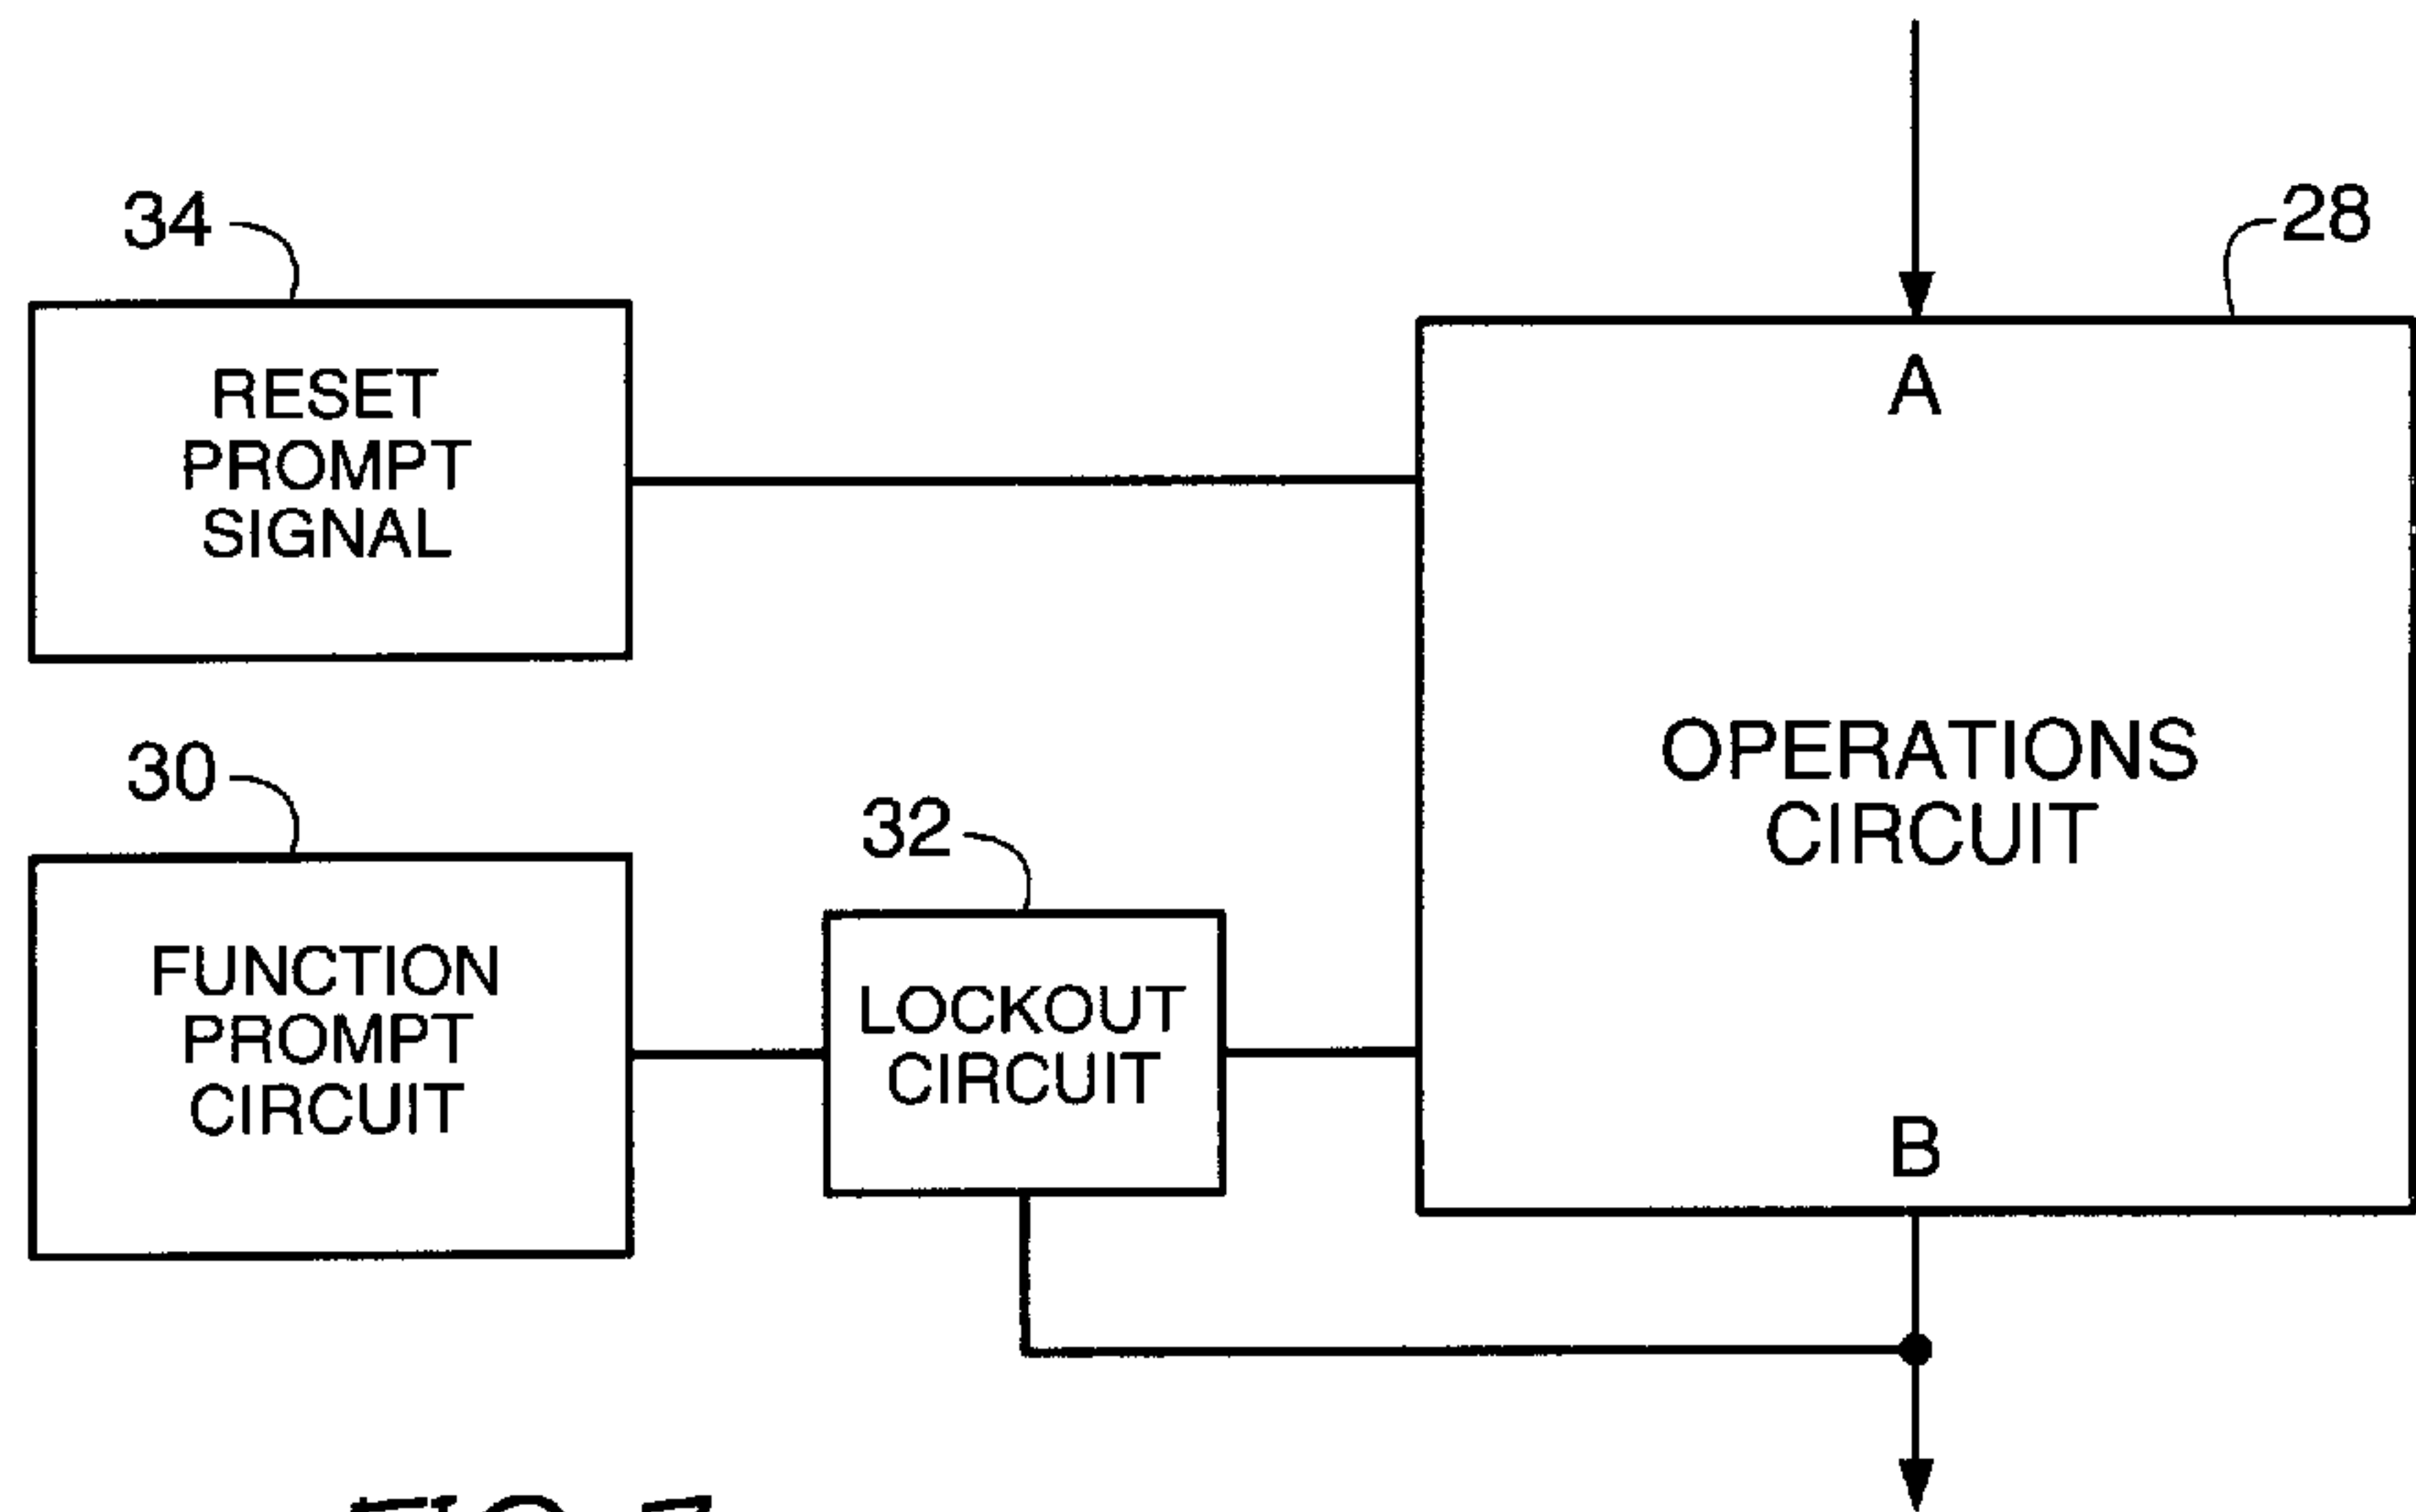 34
28
RESET
PROMPT
SIGNAL
A
30
32
OPERATIONS
CIRCUIT
FUNCTION
PROMPT
CIRCUIT
LOCKOUT
CIRCUIT
B